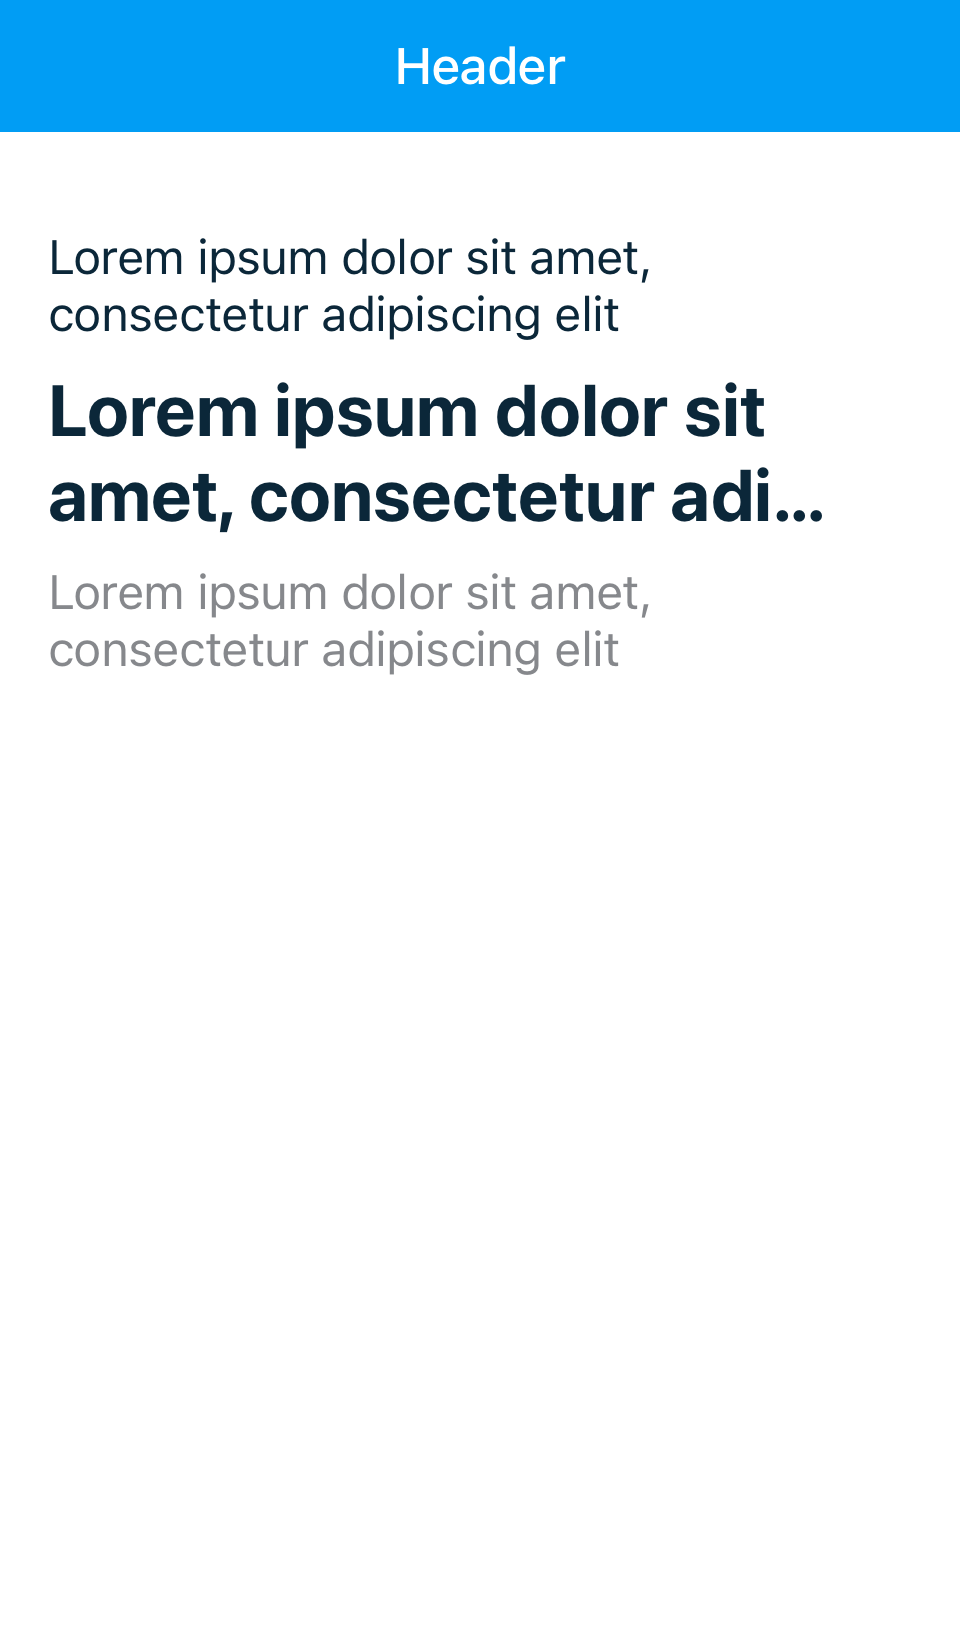 Header
Lorem ipsum dolor sit amet,
consectetur adipiscing elit
Lorem ipsum dolor sit
amet, consectetur adi...
Lorem ipsum dolor sit amet,
consectetur adipiscing elit